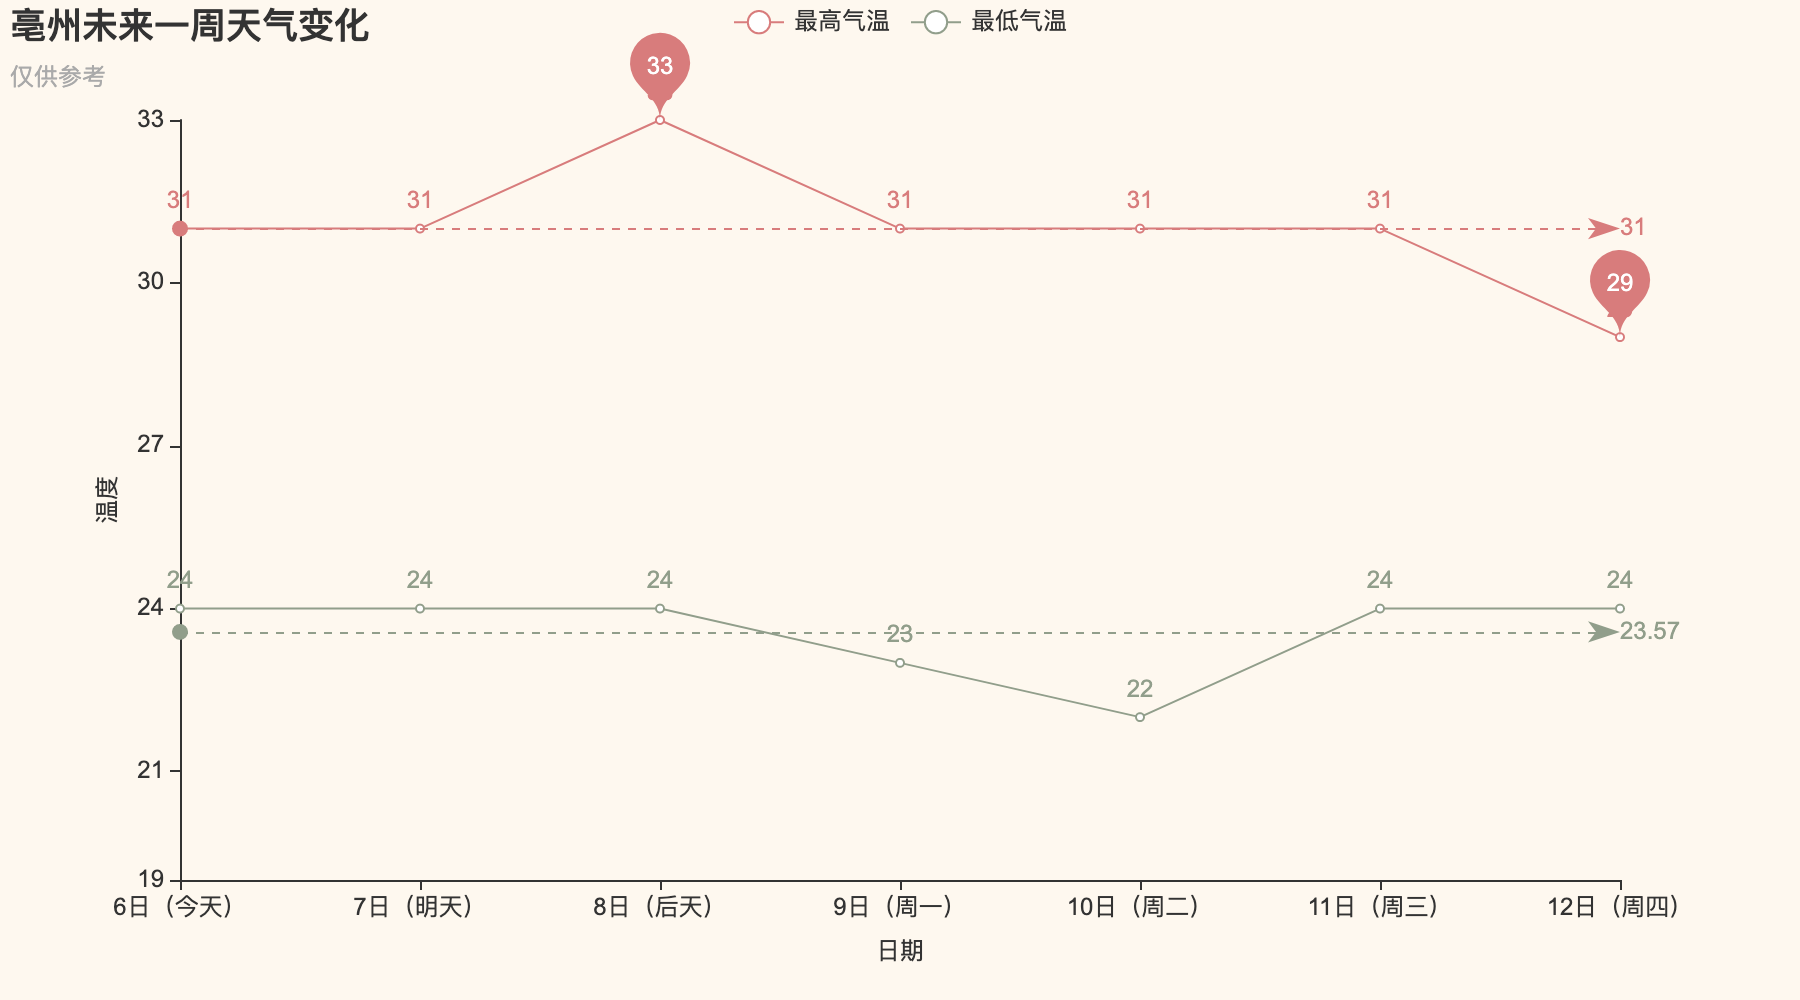 亳州未来一周天气变化
仅供参考
最高气温 最低气温
33
33
31 31 31 31 31
31
30
29
27
温度
24 24 24 24 24
24
23
23.57
22
21
19
6日（今天） 7日（明天） 8日（后天） 9日（周一） 10日（周二） 11日（周三） 12日（周四）
日期